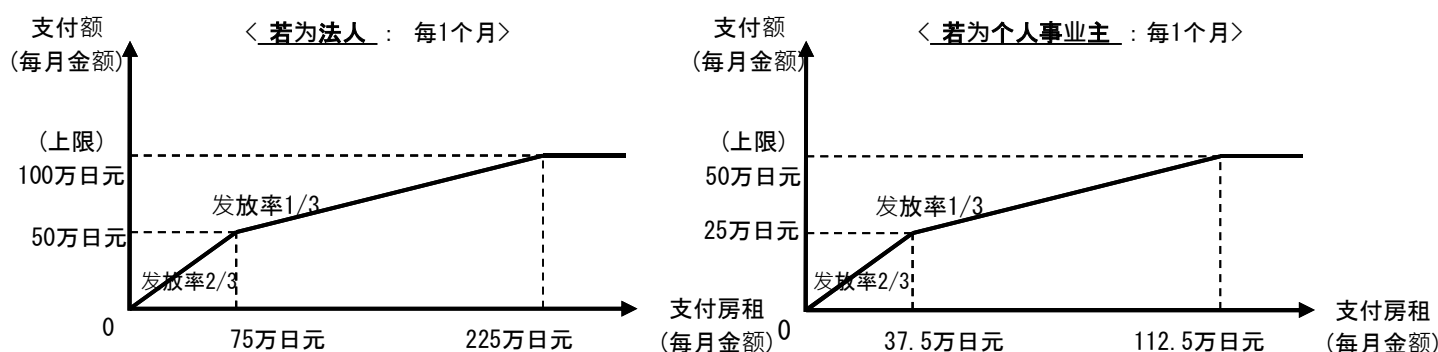 支付额
(每月金额)
< 若为法人 : 每1个月>
(上限)
100万日元
发放率1/3
50万日元
发放率2/3
0
75万日元
225万日元
支付房租
(每月金额)
支付额
(每月金额)
< 若为个人事业主 : 每1个月>
(上限)
50万日元
发放率1/3
25万日元
发放率2/3
0
37.5万日元
112.5万日元
支付房租
(每月金额)